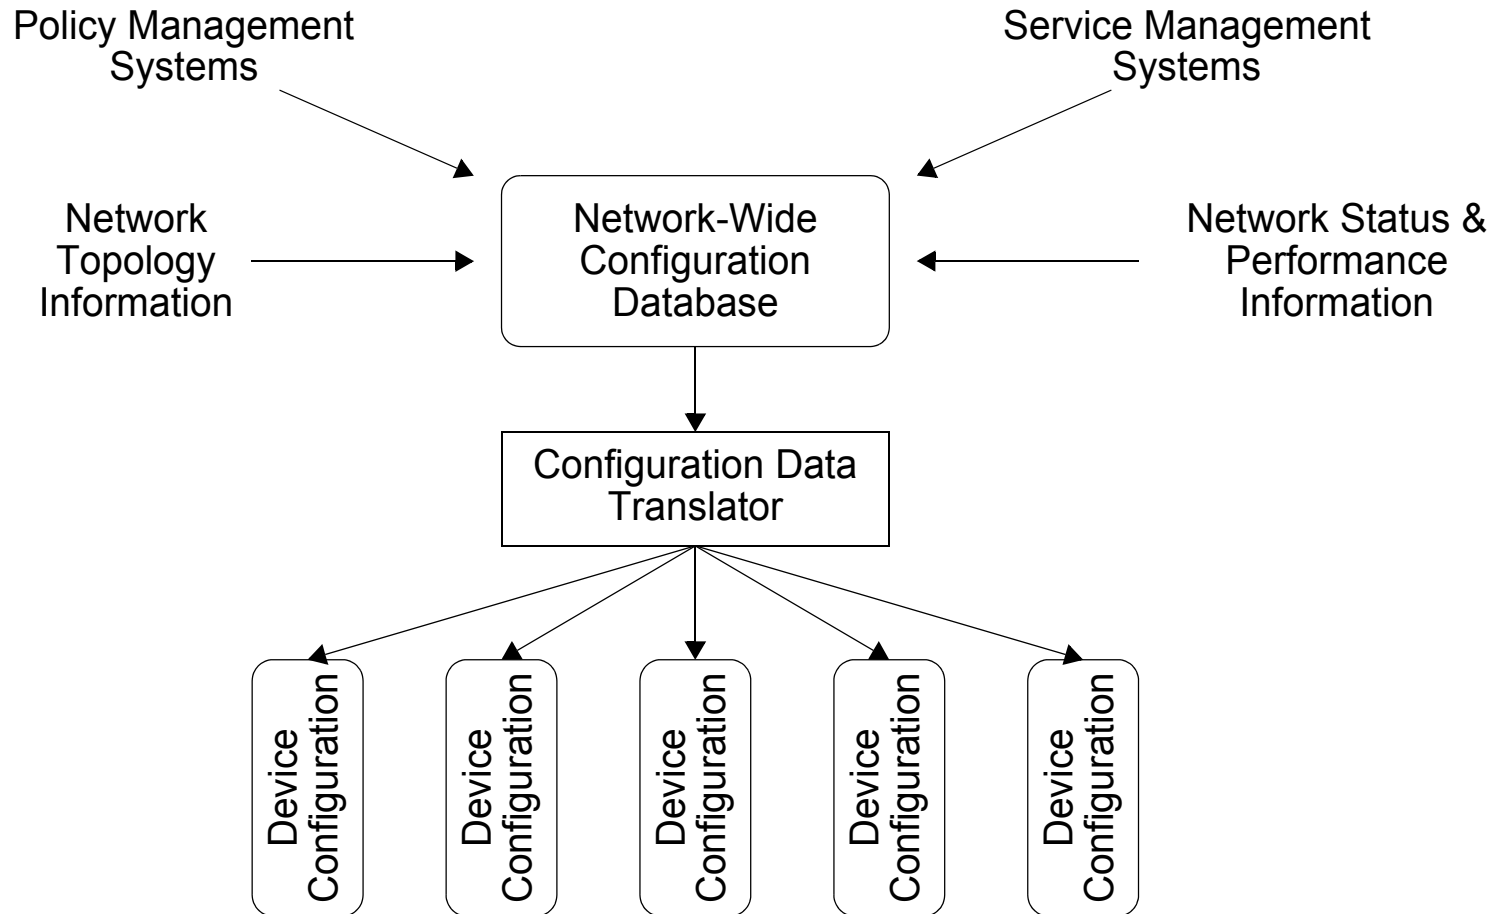 Policy Management
Systems
Service Management
Systems
Network
Topology
Information
Network-Wide
Configuration
Database
Network Status &
Performance
Information
Configuration Data
Translator
Device
Configuration
Device
Configuration
Device
Configuration
Device
Configuration
Device
Configuration